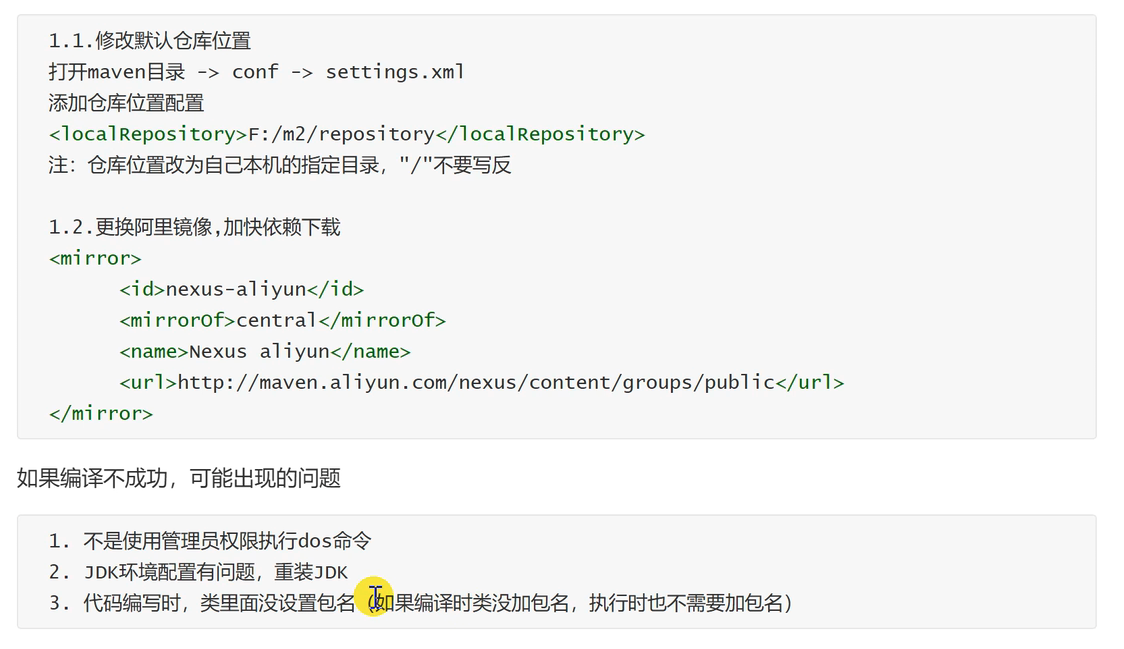 1.1.修改默认仓库位置
打开maven目录 -> conf -> settings.xml
添加仓库位置配置
<localRepository>F:/m2/repository</localRepository>
注：仓库位置改为自己本机的指定目录，"/"不要写反
1.2.更换阿里镜像,加快依赖下载
<mirror>
<id>nexus-aliyun</id>
<mirrorOf>central</mirrorOf>
<name>Nexus aliyun</name>
<url>http://maven.aliyun.com/nexus/content/groups/public</url>
</mirror>
如果编译不成功，可能出现的问题
1. 不是使用管理员权限执行dos命令
2. JDK环境配置有问题，重装JDK
3. 代码编写时，类里面没设置包名（如果编译时类没加包名，执行时也不需要加包名）